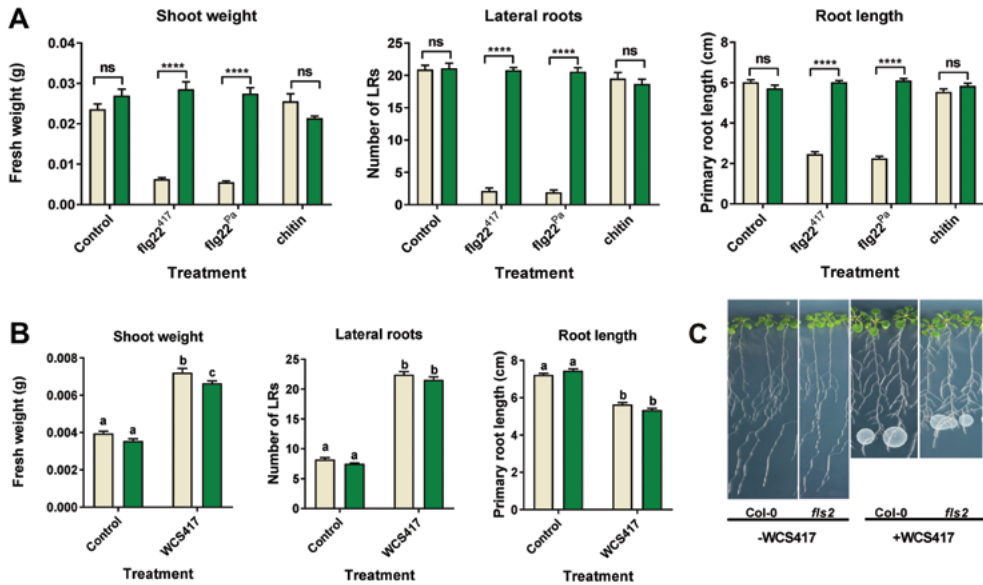 A
Shoot weight
Fresh weight (g)
0.04
0.03
0.02
0.01
0.00
ns
****
****
ns
Control
flg22⁴¹⁷
flg22ᴾᵃ
chitin
Treatment
Lateral roots
Number of LRs
25
20
15
10
5
0
ns
****
****
ns
Control
flg22⁴¹⁷
flg22ᴾᵃ
chitin
Treatment
Root length
Primary root length (cm)
8
6
4
2
0
ns
****
****
ns
Control
flg22⁴¹⁷
flg22ᴾᵃ
chitin
Treatment
B
Shoot weight
Fresh weight (g)
0.008
0.006
0.004
0.002
0.000
a
a
b
c
Control
WCS417
Treatment
Lateral roots
Number of LRs
25
20
15
10
5
0
a
a
b
b
Control
WCS417
Treatment
Root length
Primary root length (cm)
8
6
4
2
0
a
a
b
b
Control
WCS417
Treatment
C
Col-0 fls2 Col-0 fls2
-WCS417 +WCS417